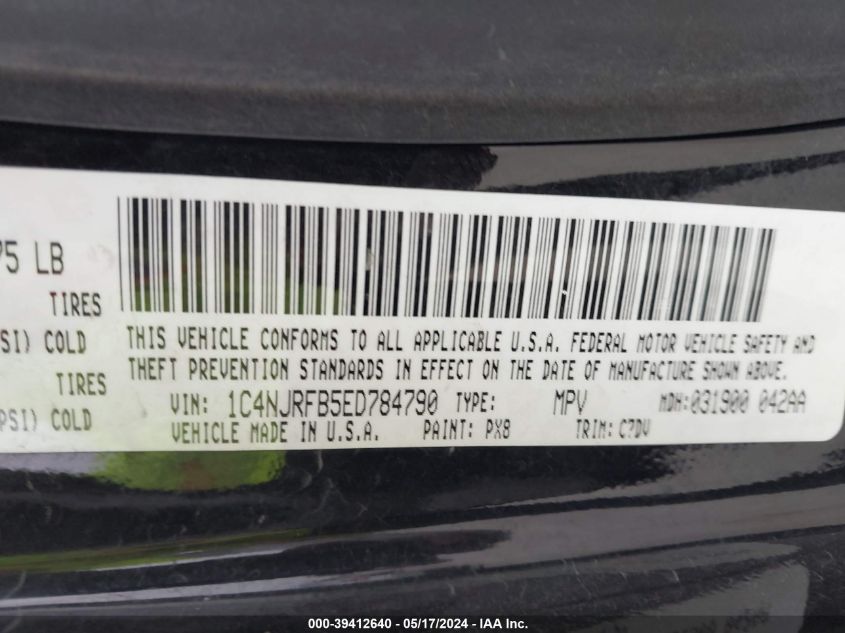 75 LB
TIRES
SI) COLD
TIRES
PSI) COLD
THIS VEHICLE CONFORMS TO ALL APPLICABLE U.S.A. FEDERAL MOTOR VEHICLE SAFETY AND
THEFT PREVENTION STANDARDS IN EFFECT ON THE DATE OF MANUFACTURE SHOWN ABOVE.
VIN: 1C4NJRFB5ED784790 TYPE: MPV MDH:031900 042AA
VEHICLE MADE IN U.S.A. PAINT: PX8 TRIM: C7DV
000-39412640 - 05/17/2024 - IAA Inc.